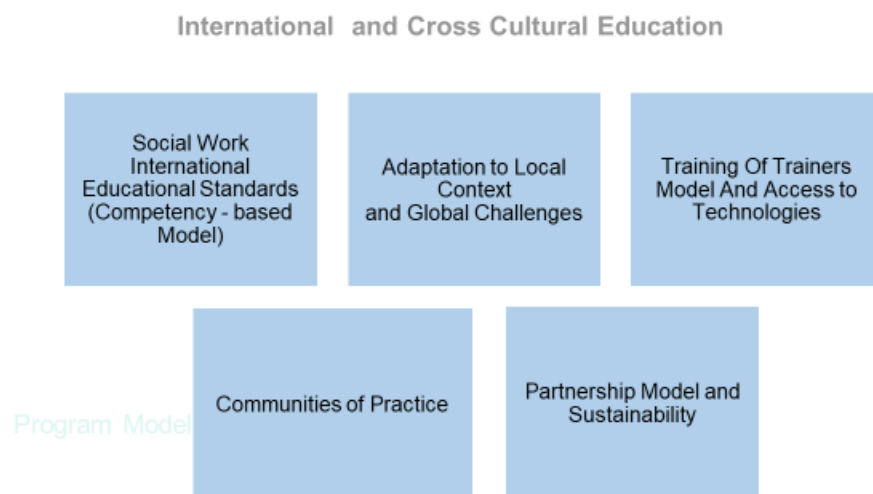 International and Cross Cultural Education
Social Work
International
Educational Standards
(Competency - based
Model)
Adaptation to Local
Context
and Global Challenges
Training Of Trainers
Model And Access to
Technologies
Communities of Practice
Partnership Model and
Sustainability
Program Model